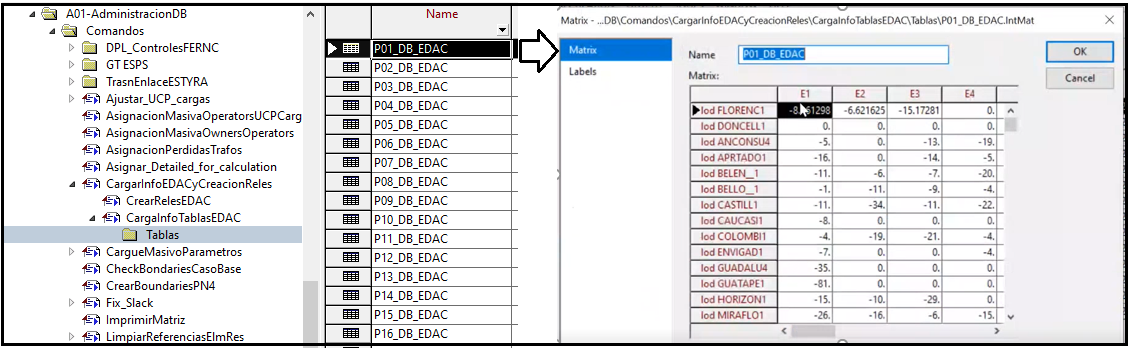 A01-AdministracionDB
Comandos
DPL_ControlesFERNC
GT ESPS
TrasnEnlaceESTYRA
Ajustar_UCP_cargas
AsignacionMasivaOperatorsUCPCarg
AsignacionMasivaOwnersOperators
AsignacionPerdidasTrafos
Asignar_Detailed_for_calculation
CargarInfoEDACyCreacionReles
CrearRelesEDAC
CargaInfoTablasEDAC
Tablas
CargueMasivoParametros
CheckBondariesCasoBase
CrearBoundariesPN4
Fix_Slack
ImprimirMatriz
LimpiarReferenciasElmRes
Name
P01_DB_EDAC
P02_DB_EDAC
P03_DB_EDAC
P04_DB_EDAC
P05_DB_EDAC
P06_DB_EDAC
P07_DB_EDAC
P08_DB_EDAC
P09_DB_EDAC
P10_DB_EDAC
P11_DB_EDAC
P12_DB_EDAC
P13_DB_EDAC
P14_DB_EDAC
P15_DB_EDAC
P16_DB_EDAC
Matrix - ...DB\Comandos\CargarInfoEDACyCreacionReles\CargaInfoTablasEDAC\Tablas\P01_DB_EDAC.IntMat
Matrix
Labels
Name P01_DB_EDAC
OK
Cancel
Matrix:
E1 E2 E3 E4
lod FLORENC1 -6.621625 -15.17281 0.
lod DONCELL1 0. 0. 0. 0.
lod ANCONSU4 -5. 0. -13. -19.
lod APRTADO1 -16. 0. -14. -5.
lod BELEN__1 -11. -6. -7. -20.
lod BELLO__1 -1. -11. -9. -4.
lod CASTILL1 -11. -34. -11. -22.
lod CAUCASI1 -8. 0. 0. 0.
lod COLOMBI1 -4. -19. -21. -4.
lod ENVIGAD1 -7. 0. 0. -4.
lod GUADALU4 -35. 0. 0. 0.
lod GUATAPE1 -81. 0. 0. 0.
lod HORIZON1 -15. -10. -29. 0.
lod MIRAFLO1 -26. -16. -6. -15.